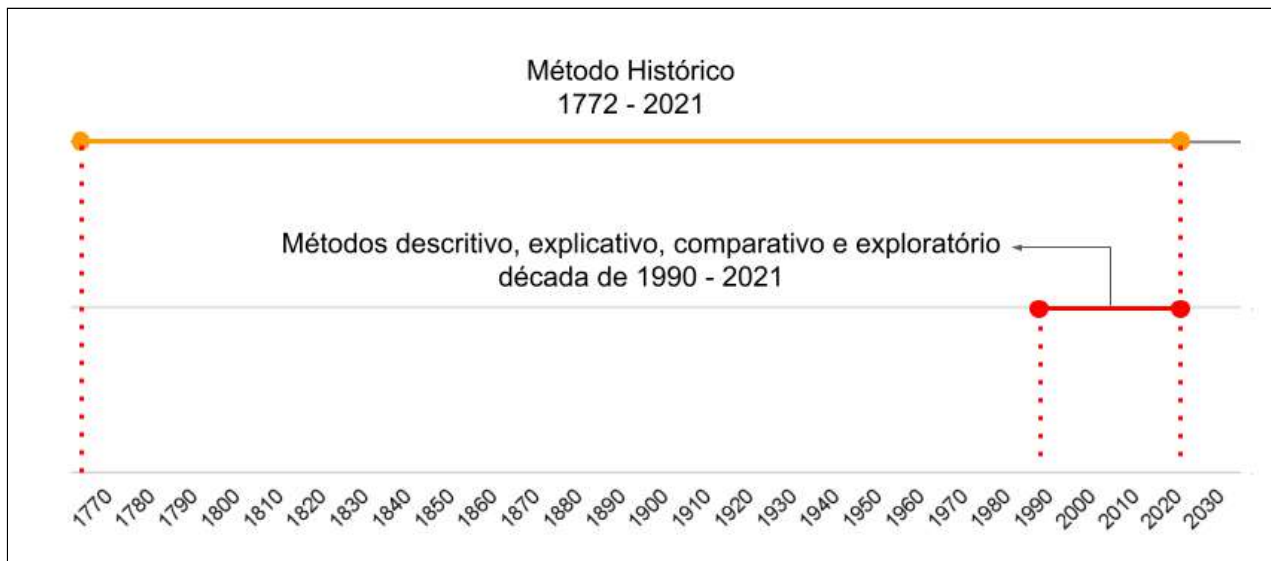 Método Histórico
1772 - 2021
Métodos descritivo, explicativo, comparativo e exploratório
década de 1990 - 2021
1770 1780 1790 1800 1810 1820 1830 1840 1850 1860 1870 1880 1890 1900 1910 1920 1930 1940 1950 1960 1970 1980 1990 2000 2010 2020 2030